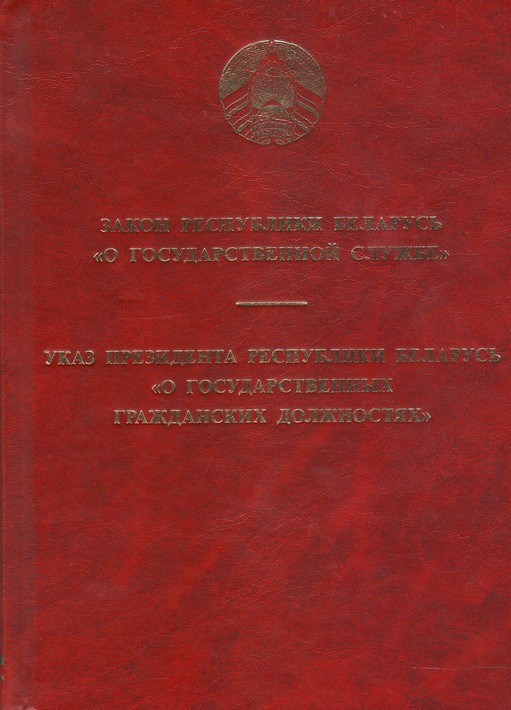 ЗАКОН РЕСПУБЛИКИ БЕЛАРУСЬ
«О ГОСУДАРСТВЕННОЙ СЛУЖБЕ»
УКАЗ ПРЕЗИДЕНТА РЕСПУБЛИКИ БЕЛАРУСЬ
«О ГОСУДАРСТВЕННЫХ
ГРАЖДАНСКИХ ДОЛЖНОСТЯХ»